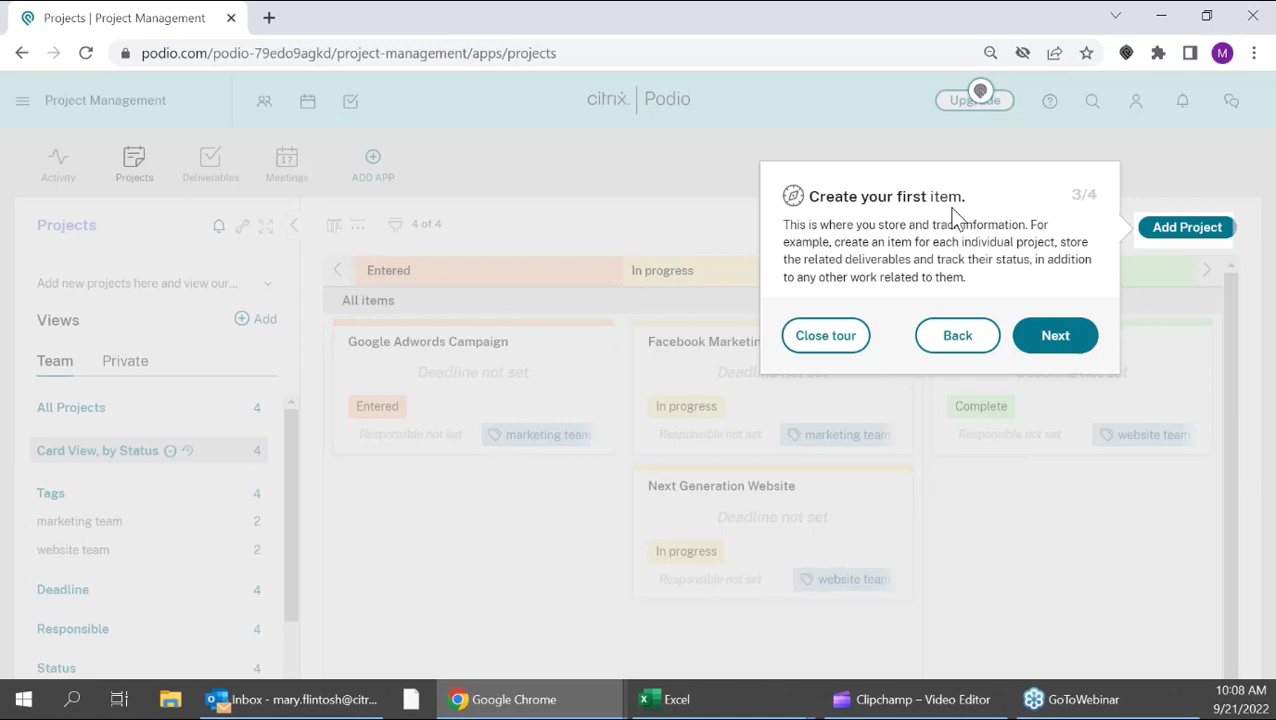 Projects | Project Management
podio.com/podio-79edo9agkd/project-management/apps/projects
M
Project Management
citrix. | Podio
Upgrade
Activity
Projects
Deliverables
17
Meetings
ADD APP
Projects
4 of 4
Create your first item.
3/4
This is where you store and track information. For
example, create an item for each individual project, store
the related deliverables and track their status, in addition
to any other work related to them.
Close tour
Back
Next
Add Project
Add new projects here and view our...
Views
Add
Team
Private
All Projects 4
Card View, by Status 4
Tags 4
marketing team 2
website team 2
Deadline 4
Responsible 4
Status 4
Entered
In progress
All items
Google Adwords Campaign
Deadline not set
Entered
Responsible not set
marketing team
Facebook Marketin
Deadline not set
In progress
Responsible not set
marketing team
Next Generation Website
Deadline not set
In progress
Responsible not set
website team
Deadline not set
Complete
Responsible not set
website team
Inbox - mary.flintosh@citr...
Google Chrome
Excel
Clipchamp – Video Editor
GoToWebinar
10:08 AM
9/21/2022